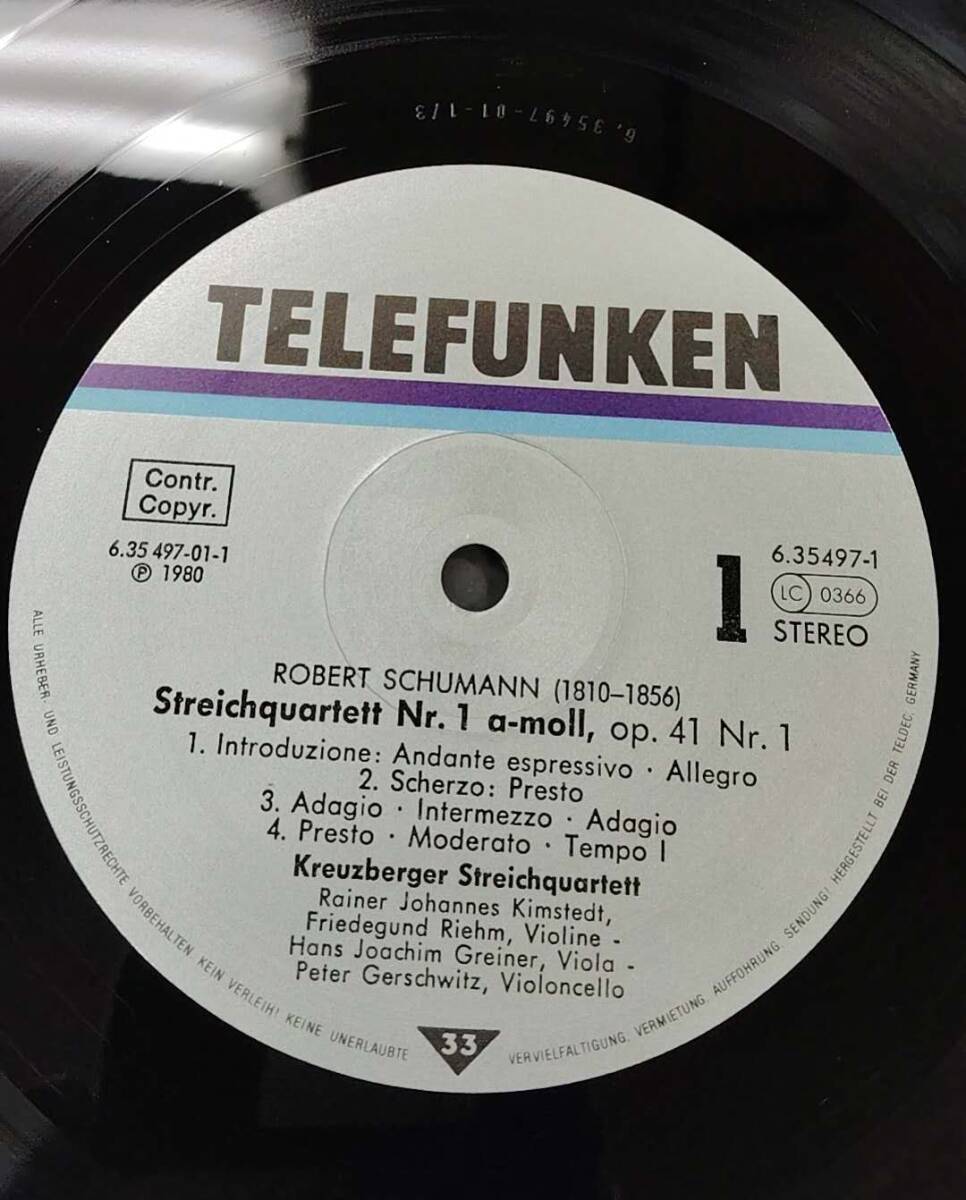 6.35497-01-1/3
TELEFUNKEN
Contr.
Copyr.
6.35 497-01-1
℗ 1980
1
6.35497-1
LC 0366
STEREO
ROBERT SCHUMANN (1810–1856)
Streichquartett Nr. 1 a-moll, op. 41 Nr. 1
1. Introduzione: Andante espressivo · Allegro
2. Scherzo: Presto
3. Adagio · Intermezzo · Adagio
4. Presto · Moderato · Tempo I
Kreuzberger Streichquartett
Rainer Johannes Kimstedt,
Friedegund Riehm, Violine -
Hans Joachim Greiner, Viola -
Peter Gerschwitz, Violoncello
33
ALLE URHEBER- UND LEISTUNGSSCHUTZRECHTE VORBEHALTEN. KEIN VERLEIH! KEINE UNERLAUBTE VERVIELFÄLTIGUNG, VERMIETUNG, AUFFÜHRUNG, SENDUNG! HERGESTELLT BEI DER TELDEC, GERMANY